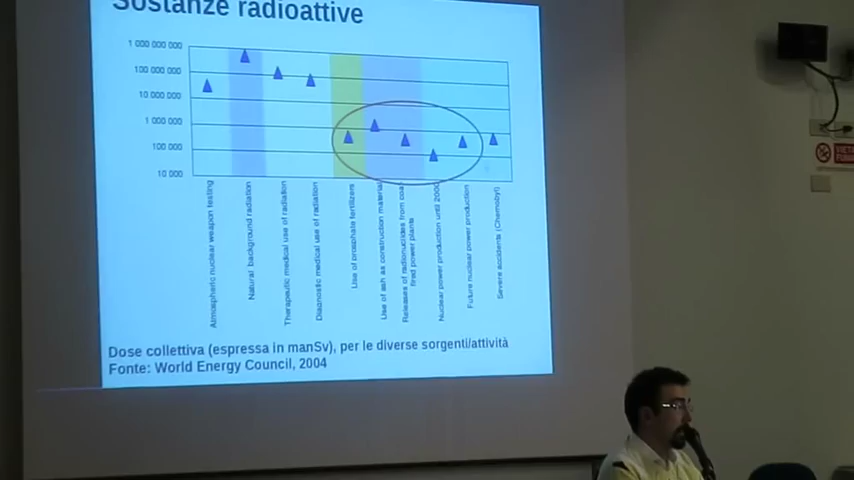 Sostanze radioattive
1 000 000 000
100 000 000
10 000 000
1 000 000
100 000
10 000
Atmospheric nuclear weapon testing
Natural background radiation
Therapeutic medical use of radiation
Diagnostic medical use of radiation
Use of phosphate fertilizers
Use of ash as construction material
Releases of radionuclides from coal
fired power plants
Nuclear power production until 2000
Future nuclear power production
Severe accidents (Chernobyl)
Dose collettiva (espressa in manSv), per le diverse sorgenti/attività
Fonte: World Energy Council, 2004